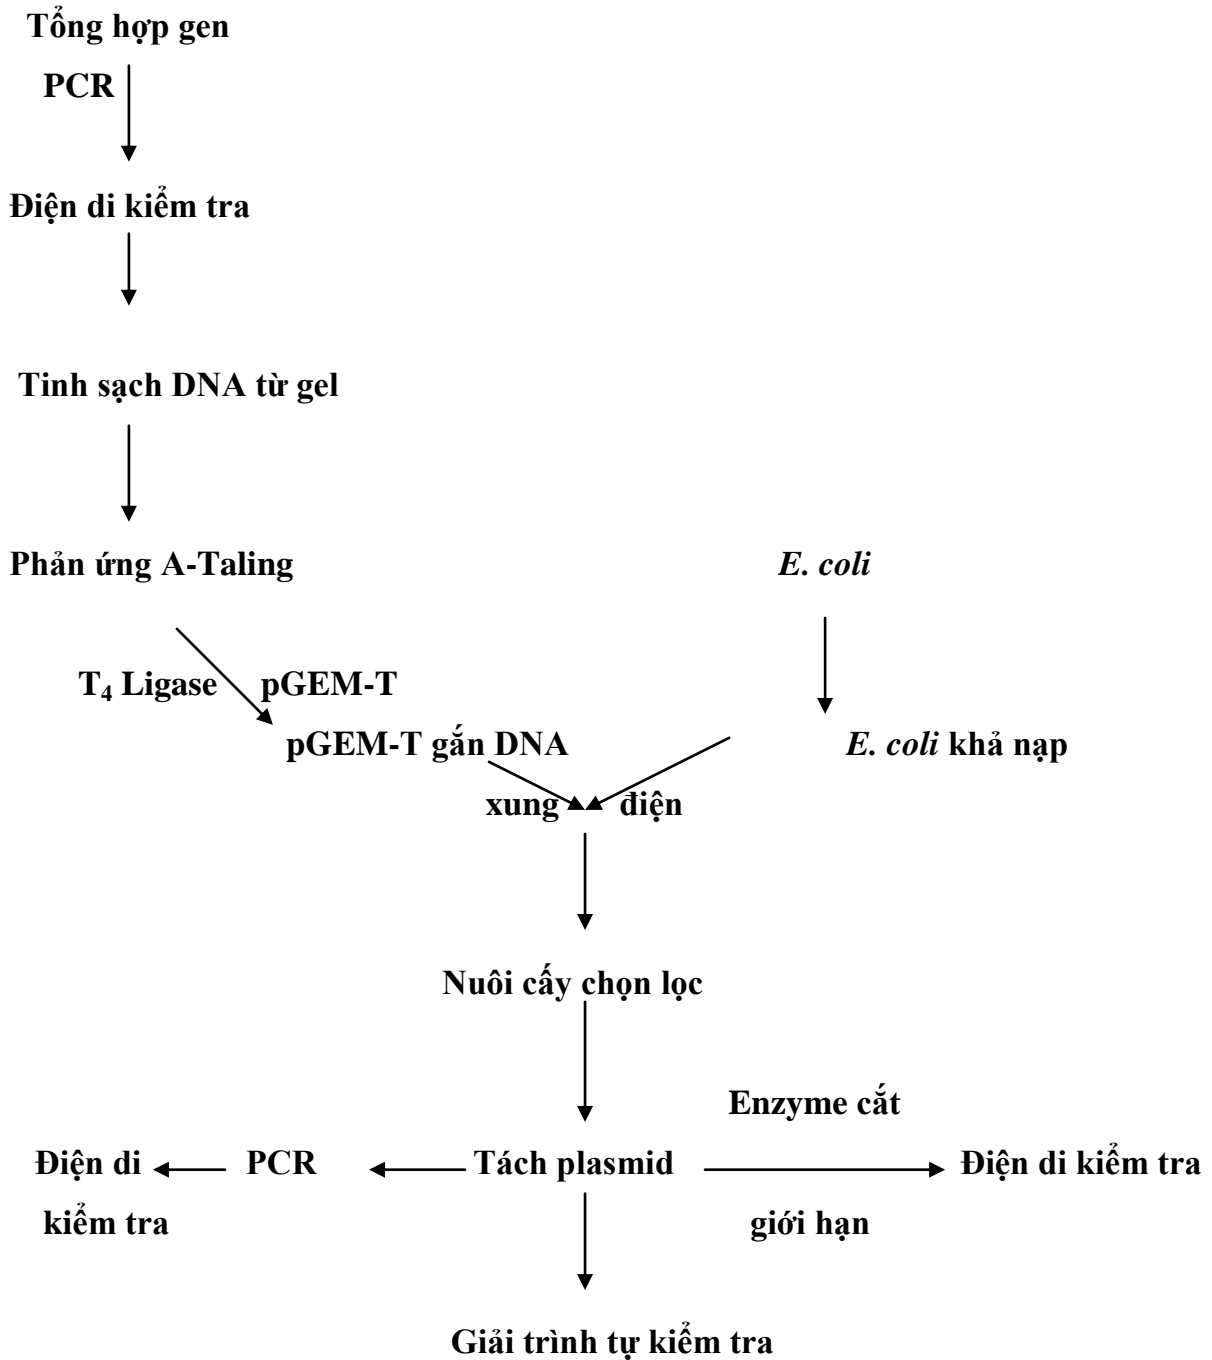 Tổng hợp gen
PCR
Điện di kiểm tra
Tinh sạch DNA từ gel
Phản ứng A-Taling
E. coli
T4 Ligase pGEM-T
pGEM-T gắn DNA
E. coli khả nạp
xung điện
Nuôi cấy chọn lọc
Enzyme cắt
Điện di PCR Tách plasmid Điện di kiểm tra
kiểm tra giới hạn
Giải trình tự kiểm tra